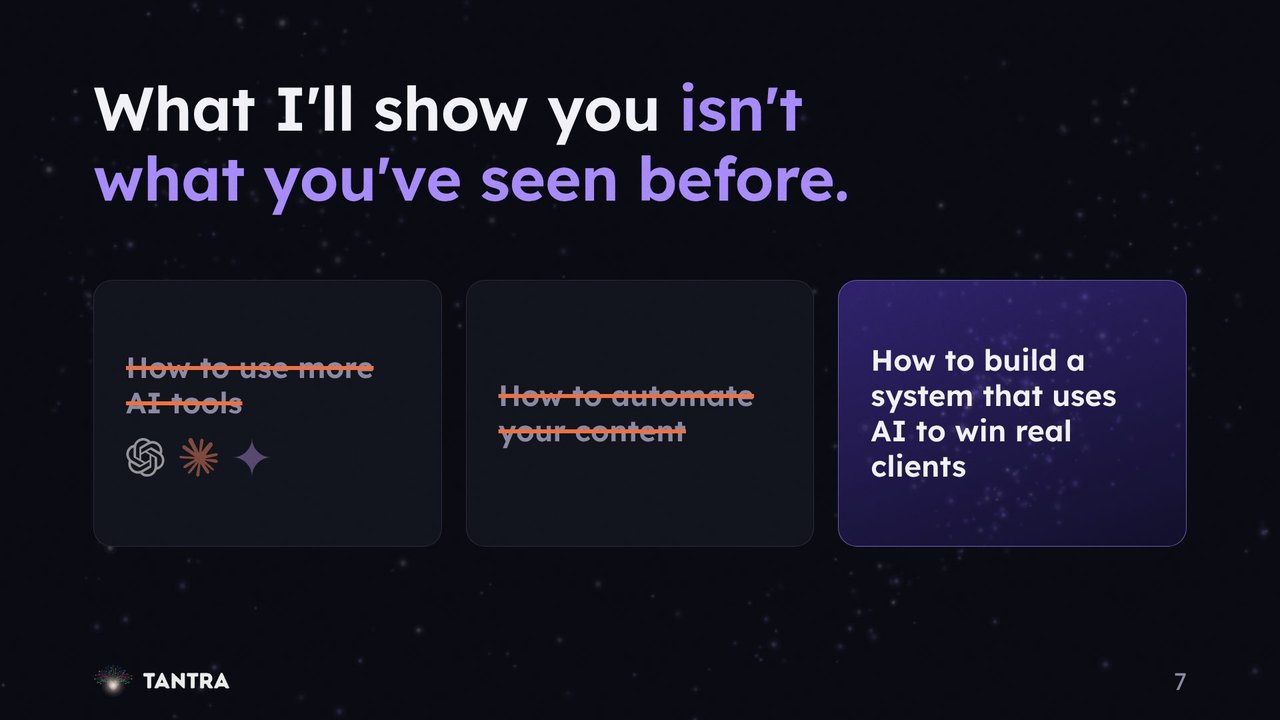 What I'll show you isn't
what you've seen before.
How to use more
AI tools
How to automate
your content
How to build a
system that uses
AI to win real
clients
TANTRA
7